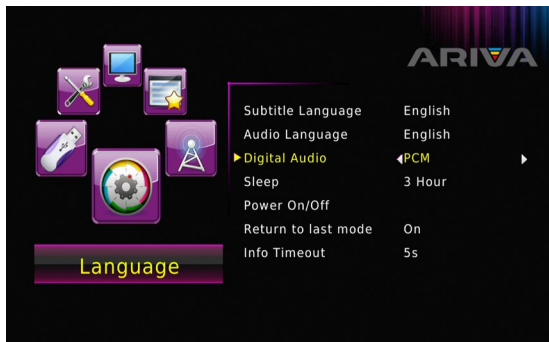 ARIVA
Subtitle Language English
Audio Language English
Digital Audio PCM
Sleep 3 Hour
Power On/Off
Return to last mode On
Info Timeout 5s
Language